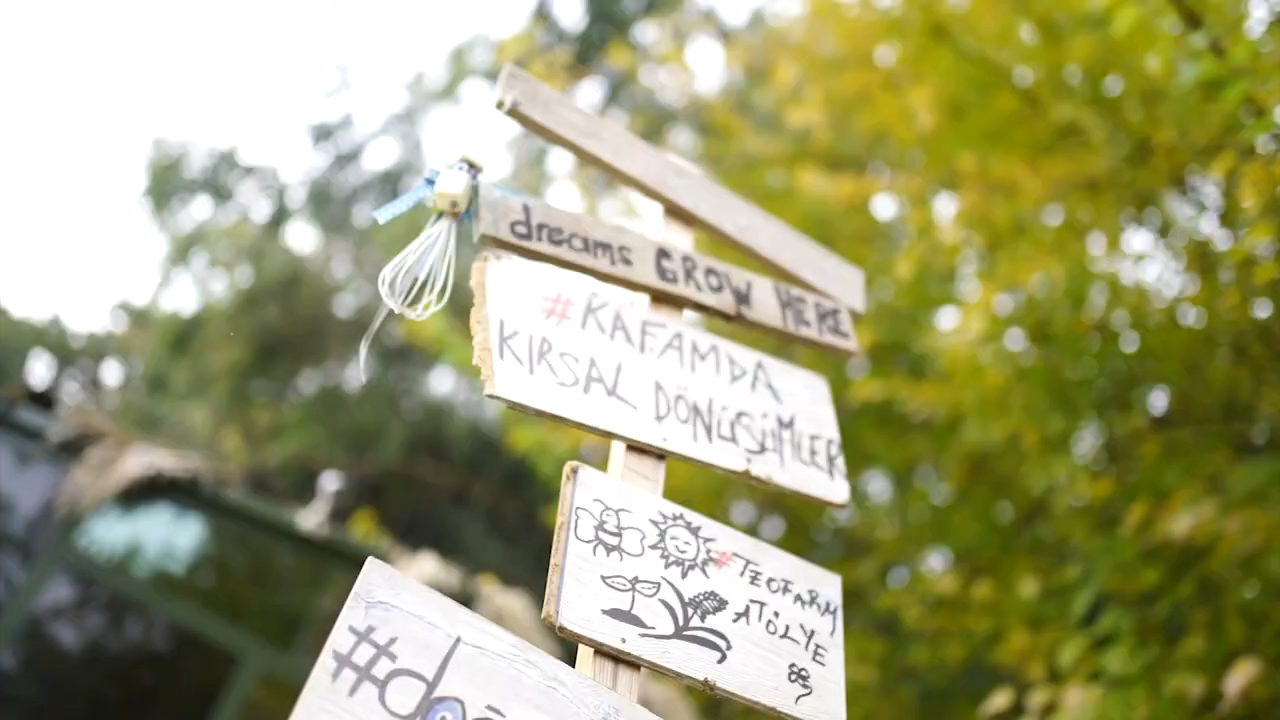 dreams GROW HERE
#KAFAMDA
KIRSAL DÖNÜŞÜMLER
#TEOFARM
ATÖLYE